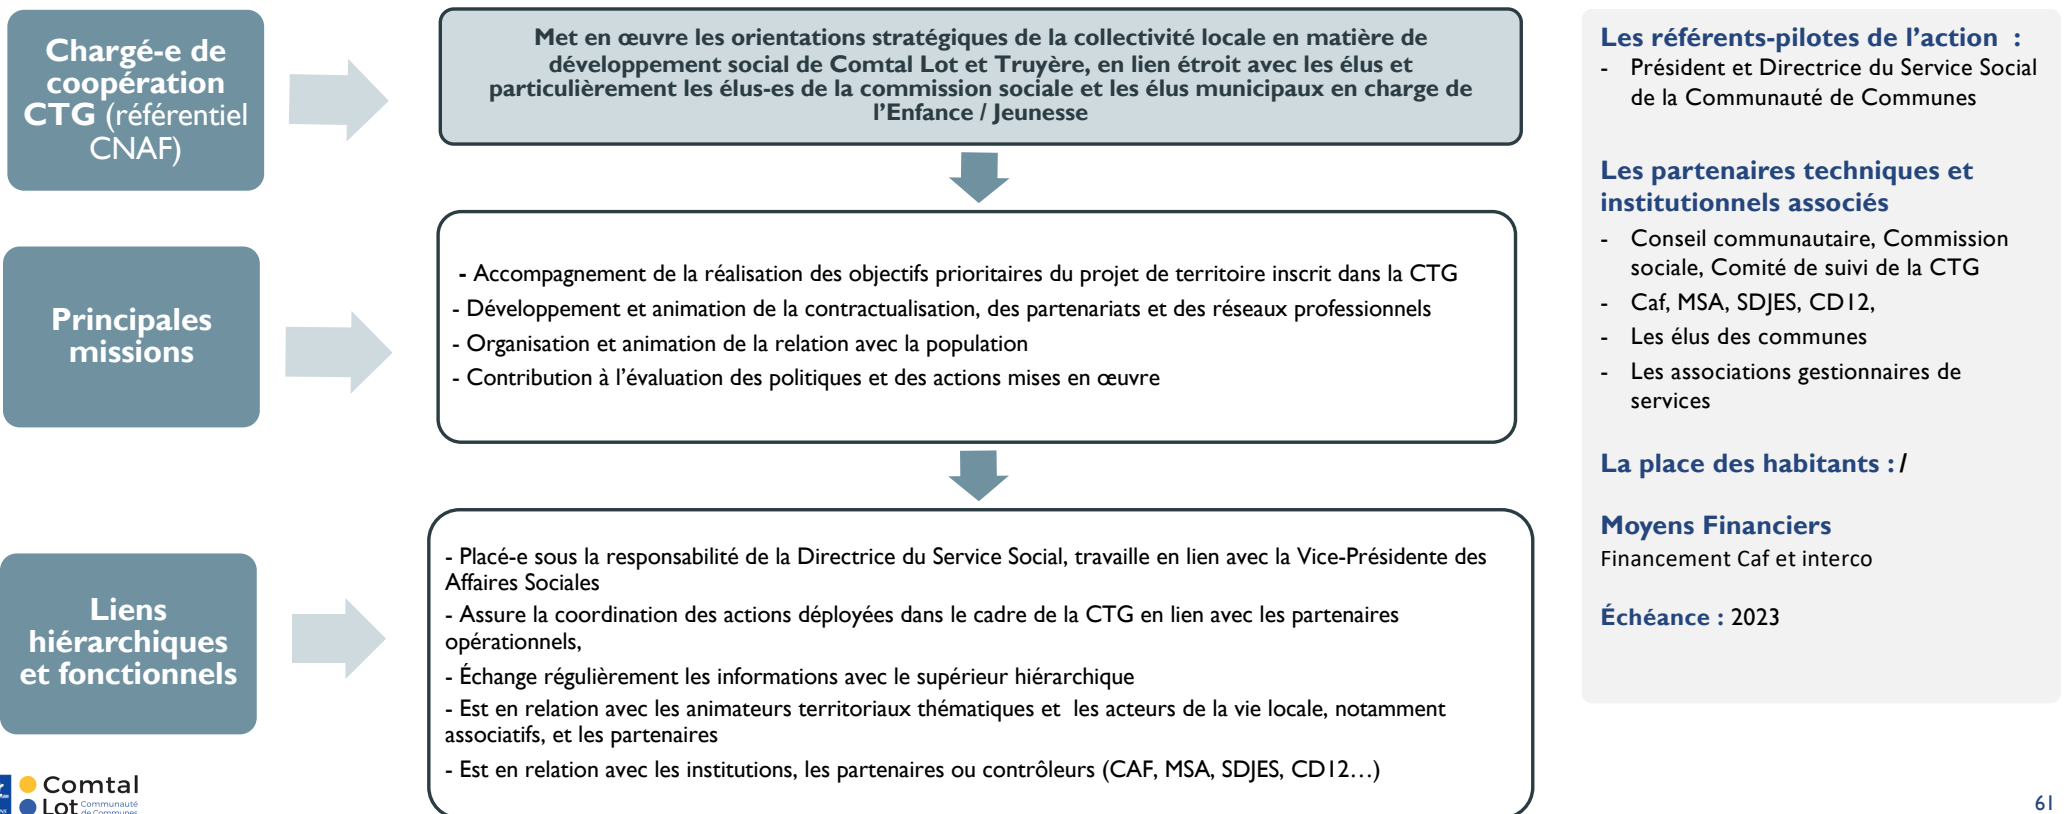 Chargé-e de
coopération
CTG (référentiel
CNAF)
Met en œuvre les orientations stratégiques de la collectivité locale en matière de
développement social de Comtal Lot et Truyère, en lien étroit avec les élus et
particulièrement les élus-es de la commission sociale et les élus municipaux en charge de
l’Enfance / Jeunesse
Principales
missions
- Accompagnement de la réalisation des objectifs prioritaires du projet de territoire inscrit dans la CTG
- Développement et animation de la contractualisation, des partenariats et des réseaux professionnels
- Organisation et animation de la relation avec la population
- Contribution à l’évaluation des politiques et des actions mises en œuvre
Liens
hiérarchiques
et fonctionnels
- Placé-e sous la responsabilité de la Directrice du Service Social, travaille en lien avec la Vice-Présidente des
Affaires Sociales
- Assure la coordination des actions déployées dans le cadre de la CTG en lien avec les partenaires
opérationnels,
- Échange régulièrement les informations avec le supérieur hiérarchique
- Est en relation avec les animateurs territoriaux thématiques et les acteurs de la vie locale, notamment
associatifs, et les partenaires
- Est en relation avec les institutions, les partenaires ou contrôleurs (CAF, MSA, SDJES, CD12…)
Les référents-pilotes de l’action :
- Président et Directrice du Service Social
de la Communauté de Communes
Les partenaires techniques et
institutionnels associés
- Conseil communautaire, Commission
sociale, Comité de suivi de la CTG
- Caf, MSA, SDJES, CD12,
- Les élus des communes
- Les associations gestionnaires de
services
La place des habitants : /
Moyens Financiers
Financement Caf et interco
Échéance : 2023
Comtal
Lot Communauté
de Communes
61